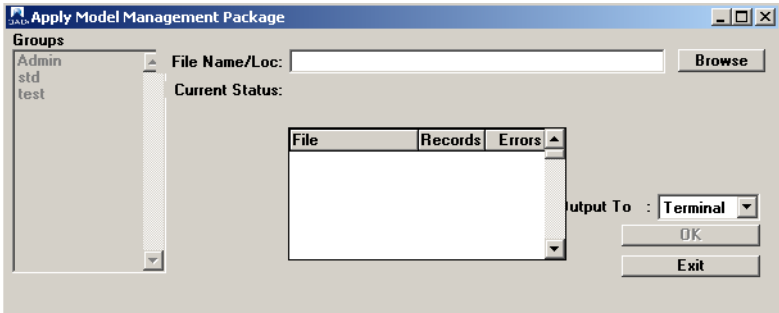 Apply Model Management Package
Groups
Admin
std
test
File Name/Loc:
Browse
Current Status:
File Records Errors
utput To : Terminal
OK
Exit